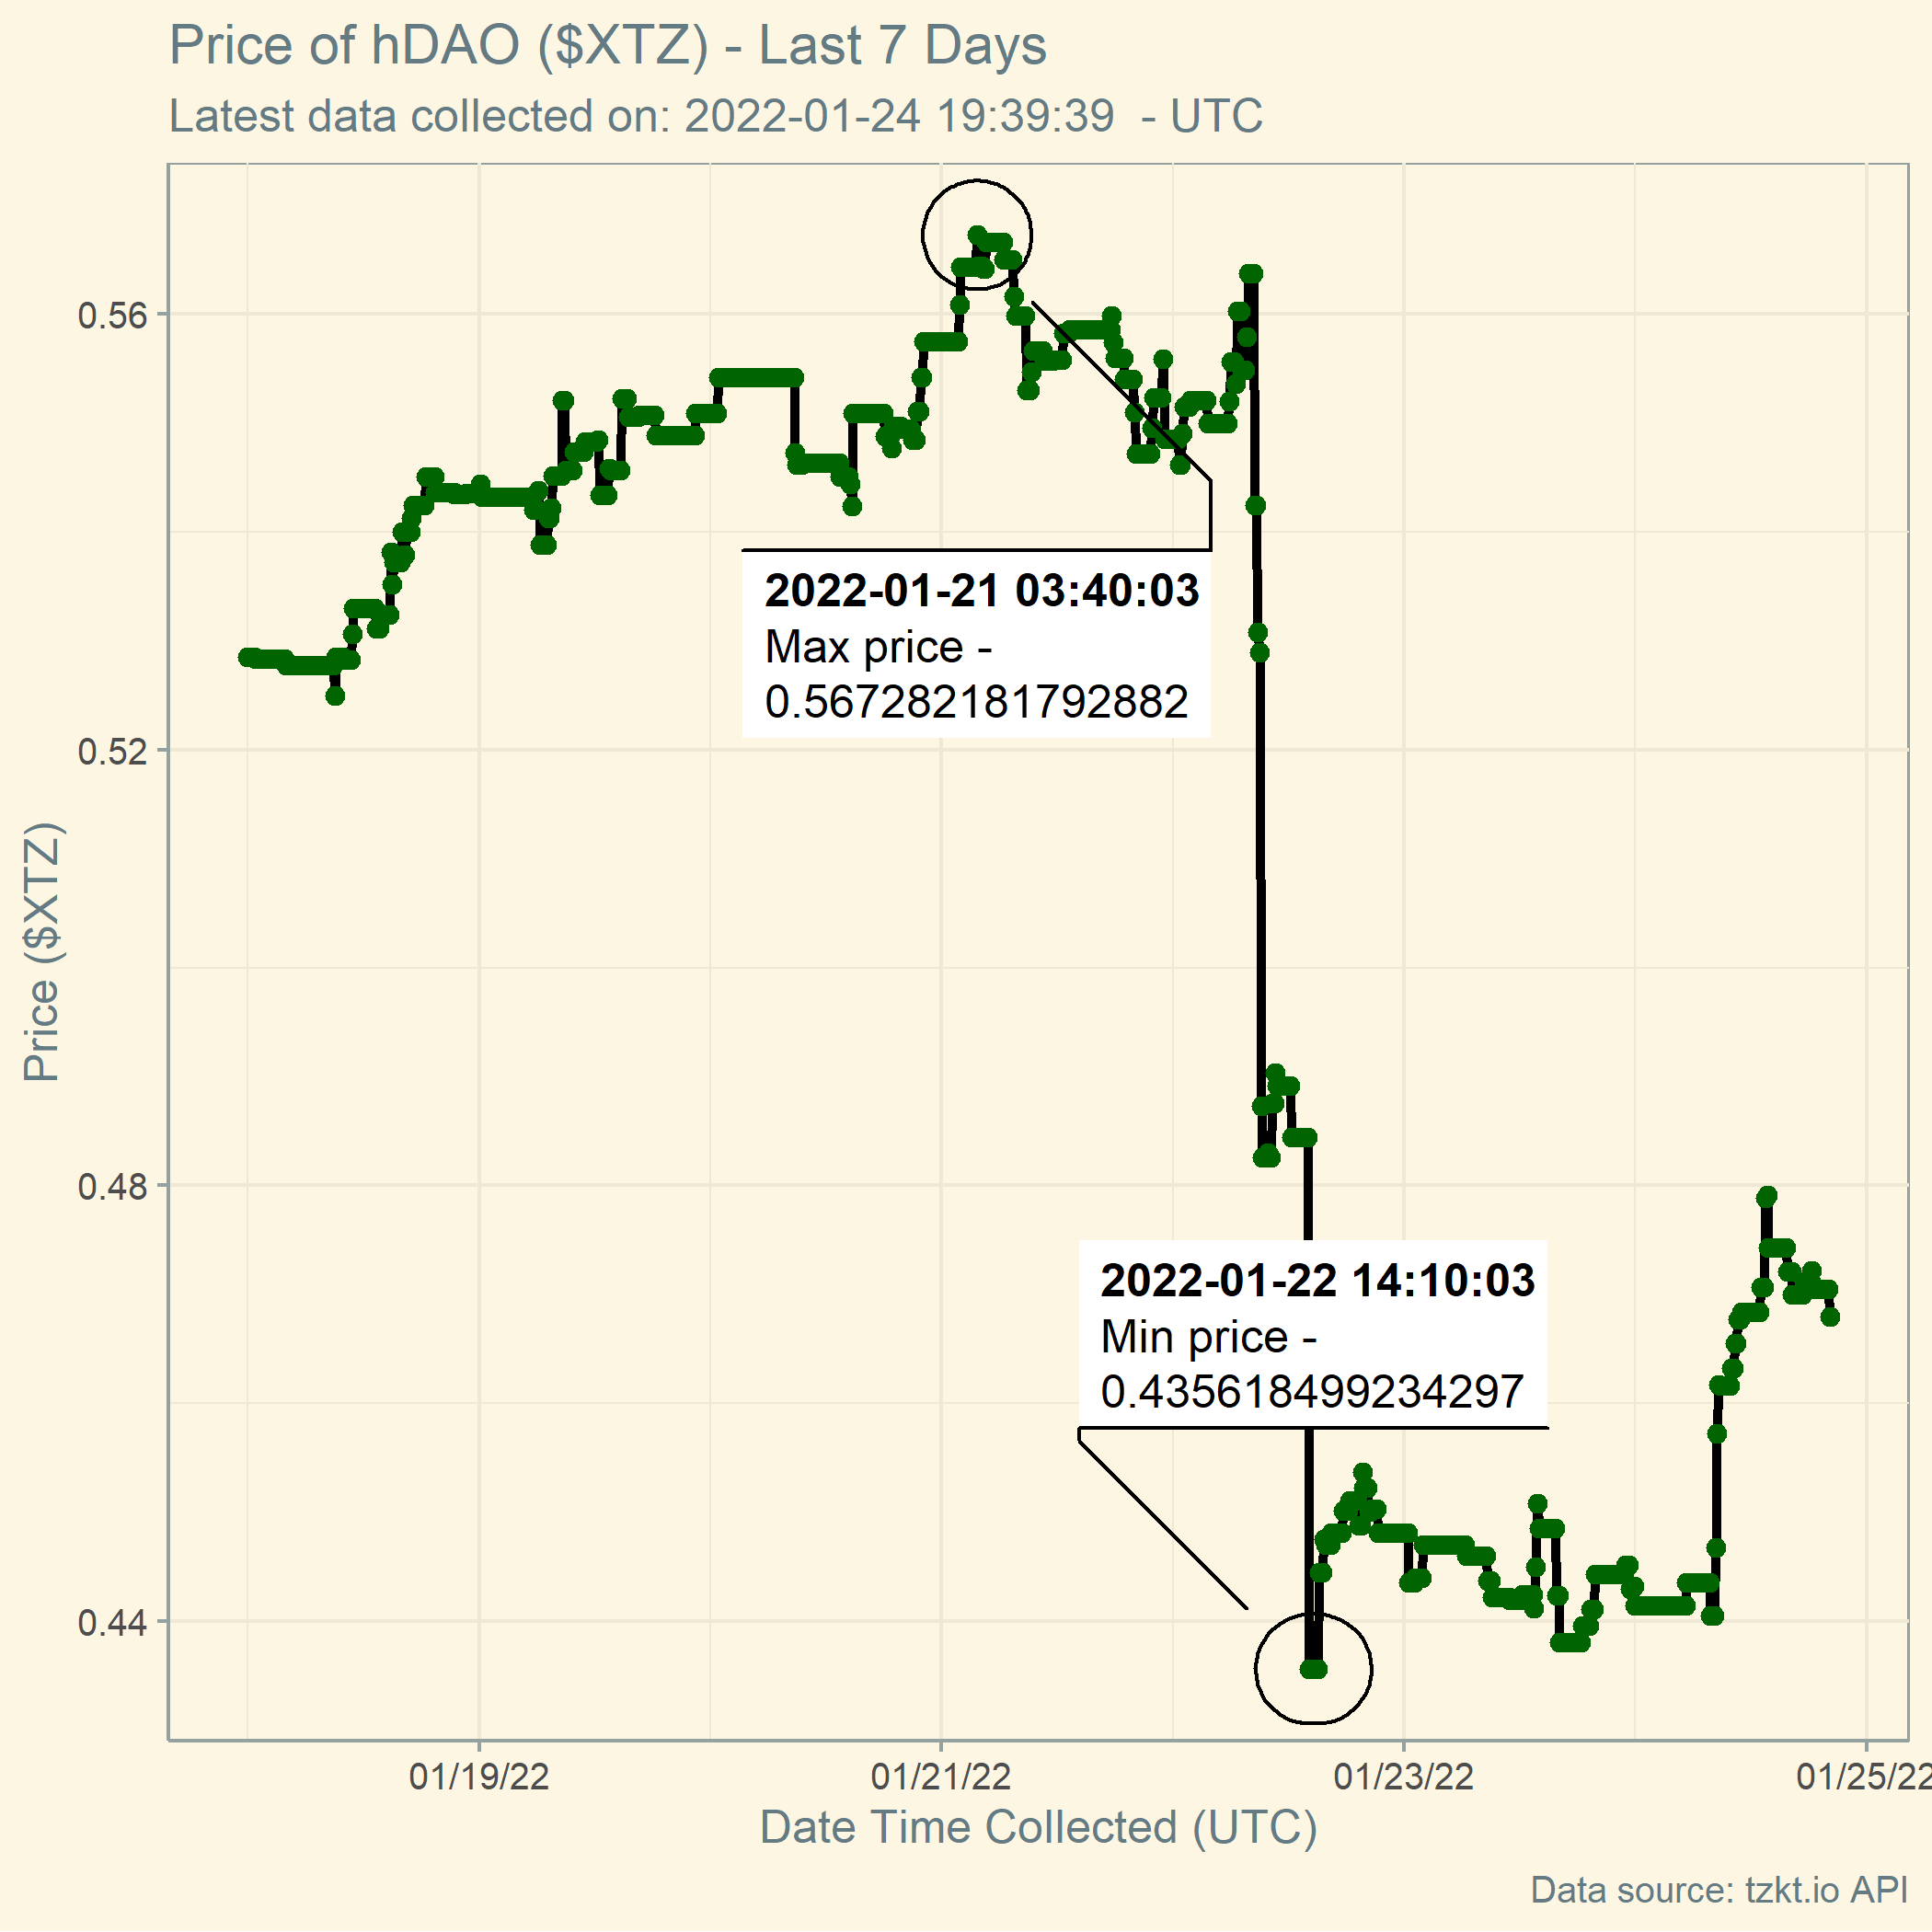 Price of hDAO ($XTZ) - Last 7 Days
Latest data collected on: 2022-01-24 19:39:39  - UTC
0.56
0.52
0.48
0.44
Price ($XTZ)
2022-01-21 03:40:03
Max price -
0.567282181792882
2022-01-22 14:10:03
Min price -
0.435618499234297
01/19/22
01/21/22
01/23/22
01/25/22
Date Time Collected (UTC)
Data source: tzkt.io API